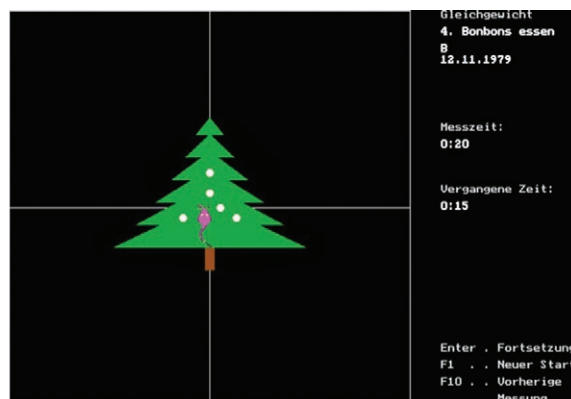 Gleichgewicht
4. Bonbons essen
B
12.11.1979
Messzeit:
0:20
Vergangene Zeit:
0:15
Enter . Fortsetzung
F1 . . Neuer Start
F10 . . Vorherige
Messung